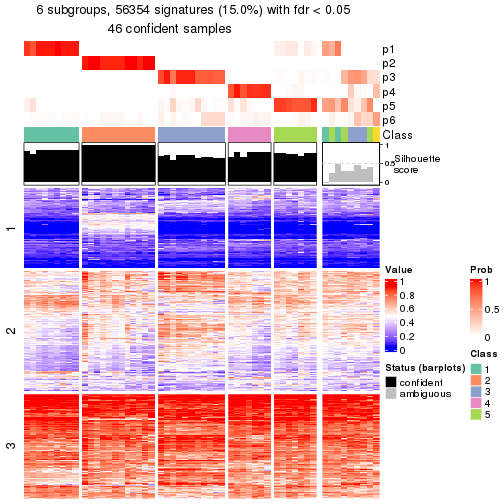 6 subgroups, 56354 signatures (15.0%) with fdr < 0.05
46 confident samples
p1
p2
p3
p4
p5
p6
Class
1
0.5
0
Silhouette
score
1
2
3
Value
1
0.8
0.6
0.4
0.2
0
Prob
1
0.5
0
Status (barplots)
confident
ambiguous
Class
1
2
3
4
5